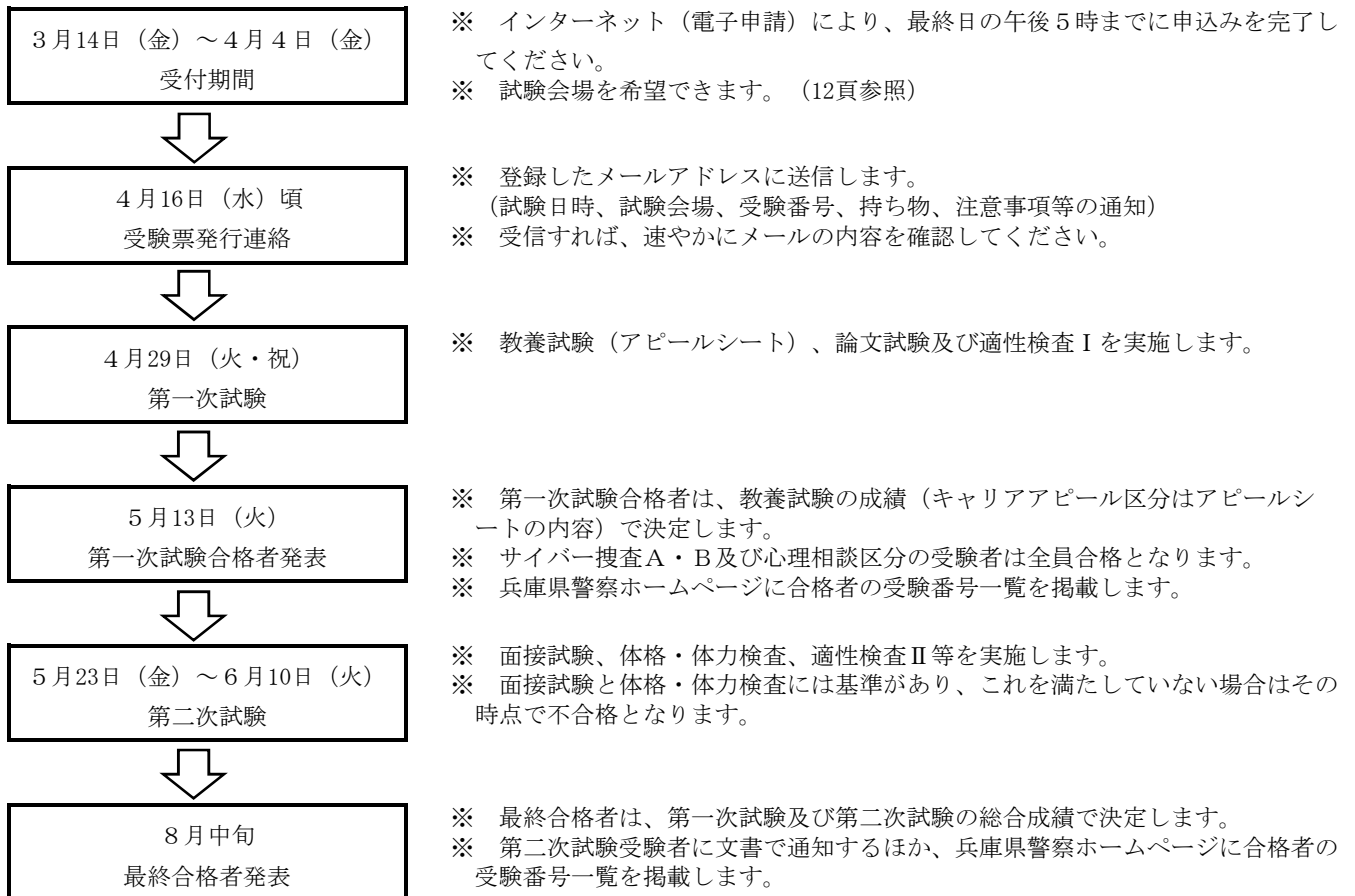 ３月14日（金）～４月４日（金）
受付期間
※　インターネット（電子申請）により、最終日の午後５時までに申込みを完了し
てください。
※　試験会場を希望できます。（12頁参照）
４月16日（水）頃
受験票発行連絡
※　登録したメールアドレスに送信します。
（試験日時、試験会場、受験番号、持ち物、注意事項等の通知）
※　受信すれば、速やかにメールの内容を確認してください。
４月29日（火・祝）
第一次試験
※　教養試験（アピールシート）、論文試験及び適性検査Ⅰを実施します。
５月13日（火）
第一次試験合格者発表
※　第一次試験合格者は、教養試験の成績（キャリアアピール区分はアピールシ
ートの内容）で決定します。
※　サイバー捜査Ａ・Ｂ及び心理相談区分の受験者は全員合格となります。
※　兵庫県警察ホームページに合格者の受験番号一覧を掲載します。
５月23日（金）～６月10日（火）
第二次試験
※　面接試験、体格・体力検査、適性検査Ⅱ等を実施します。
※　面接試験と体格・体力検査には基準があり、これを満たしていない場合はその
時点で不合格となります。
８月中旬
最終合格者発表
※　最終合格者は、第一次試験及び第二次試験の総合成績で決定します。
※　第二次試験受験者に文書で通知するほか、兵庫県警察ホームページに合格者の
受験番号一覧を掲載します。